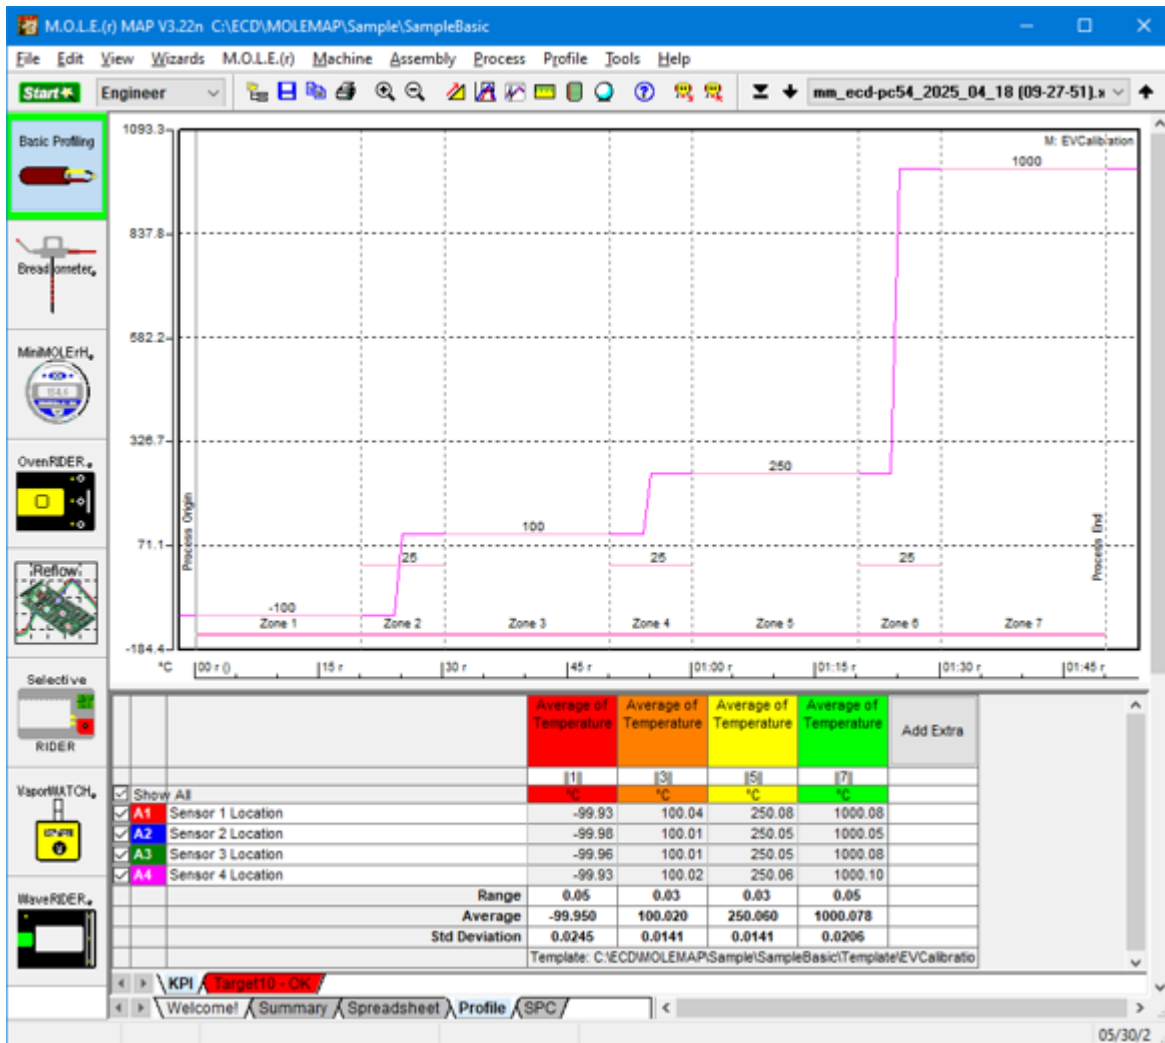 M.O.L.E.(r) MAP V3.22n C:\ECD\MOLEMAP\Sample\SampleBasic
File Edit View Wizards M.O.L.E.(r) Machine Assembly Process Profile Tools Help
Start Engineer mm_ecd-pc54_2025_04_18 (09-27-51).x
Basic Profiling
Breadometer
MiniMOLErH
OvenRIDER
Reflow
Selective
RIDER
VaporWATCH
WaveRIDER
1093.3
837.8
582.2
326.7
71.1
-184.4
M: EVCalibration
1000
250
100
25 25 25
-100
Process Origin
Process End
Zone 1 Zone 2 Zone 3 Zone 4 Zone 5 Zone 6 Zone 7
°C |00 r () |15 r |30 r |45 r |01:00 r |01:15 r |01:30 r |01:45 r
Average of Temperature Average of Temperature Average of Temperature Average of Temperature Add Extra
||1|| ||3|| ||5|| ||7||
Show All °C °C °C °C
A1 Sensor 1 Location -99.93 100.04 250.08 1000.08
A2 Sensor 2 Location -99.98 100.01 250.05 1000.05
A3 Sensor 3 Location -99.96 100.01 250.05 1000.08
A4 Sensor 4 Location -99.93 100.02 250.06 1000.10
Range 0.05 0.03 0.03 0.05
Average -99.950 100.020 250.060 1000.078
Std Deviation 0.0245 0.0141 0.0141 0.0206
Template: C:\ECD\MOLEMAP\Sample\SampleBasic\Template\EVCalibratio
KPI Target10 - OK
Welcome! Summary Spreadsheet Profile SPC
05/30/2